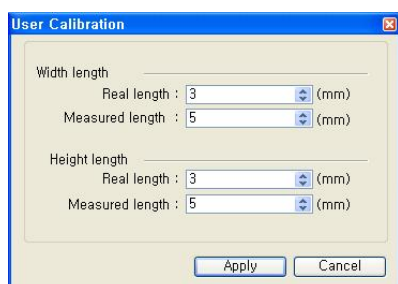 User Calibration
Width length
Real length : 3 (mm)
Measured length : 5 (mm)
Height length
Real length : 3 (mm)
Measured length : 5 (mm)
Apply Cancel